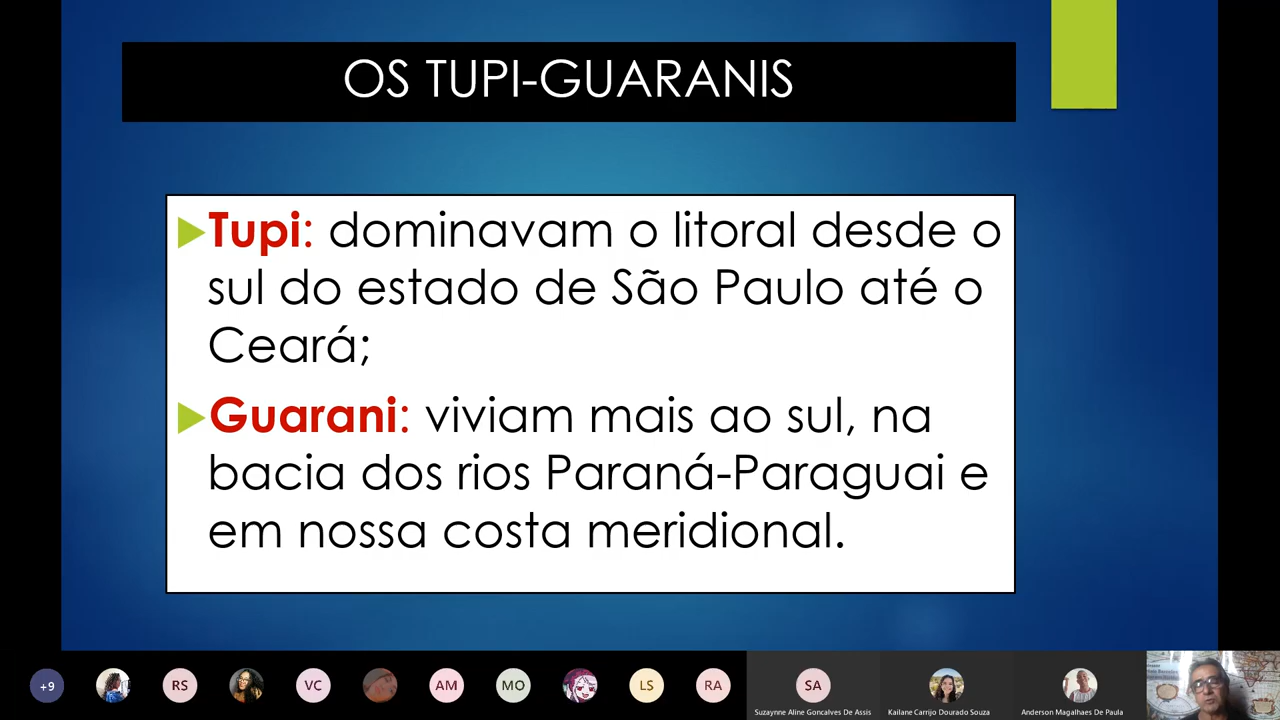 OS TUPI-GUARANIS
Tupi: dominavam o litoral desde o
sul do estado de São Paulo até o
Ceará;
Guarani: viviam mais ao sul, na
bacia dos rios Paraná-Paraguai e
em nossa costa meridional.
+9
RS
VC
AM
MO
LS
RA
SA
Suzaynne Aline Goncalves De Assis
Kailane Carrijo Dourado Souza
Anderson Magalhaes De Paula